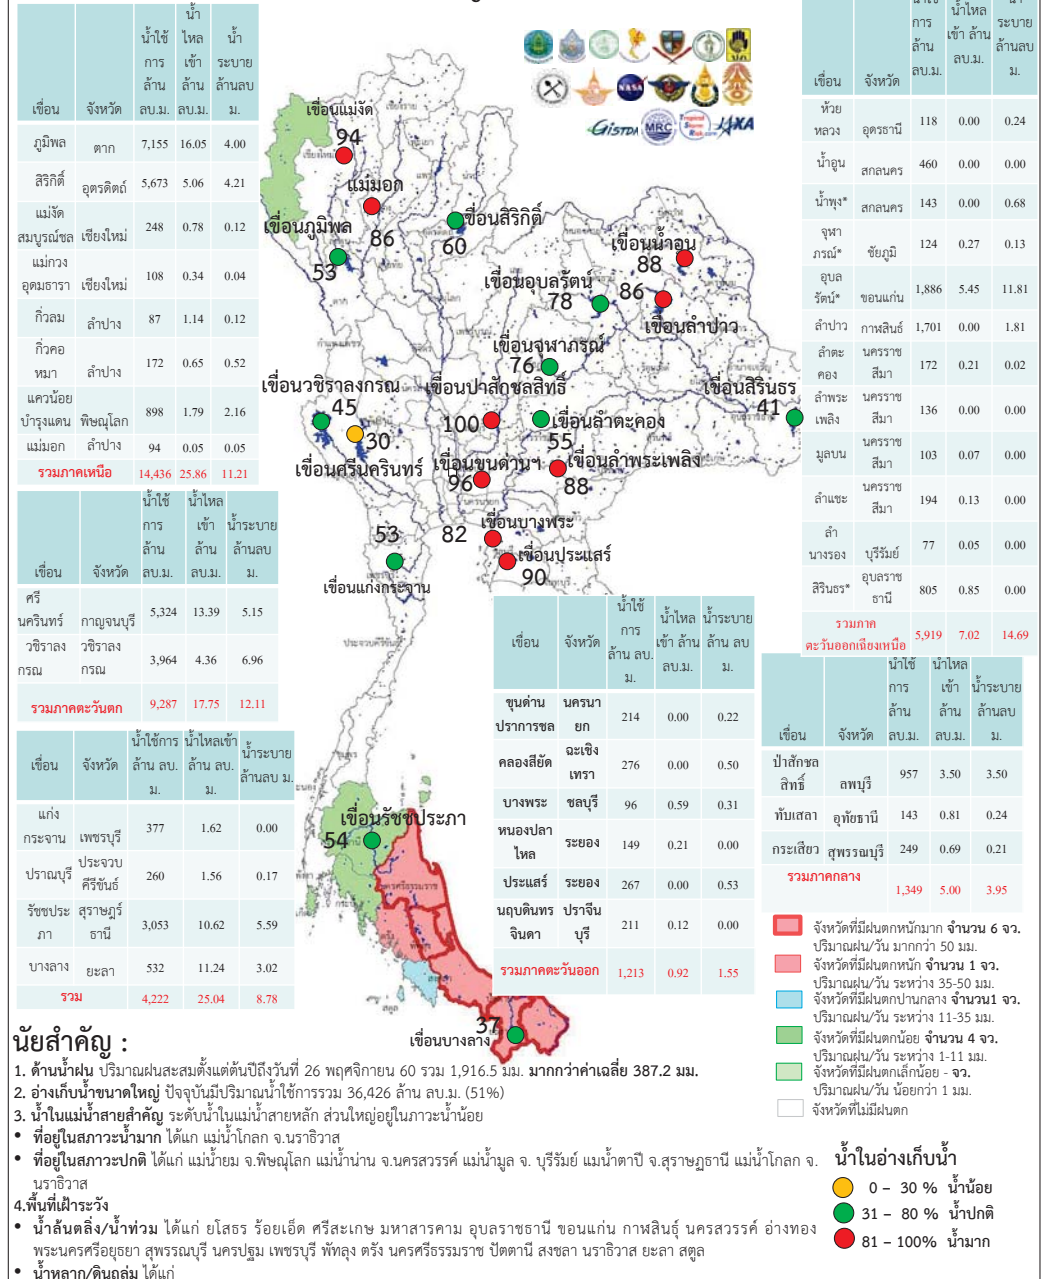 เขื่อน จังหวัด น้ำใช้การ ล้าน ลบ.ม. น้ำไหลเข้า ล้าน ลบ.ม. น้ำระบาย ล้านลบ ม.
ภูมิพล ตาก 7,155 16.05 4.00
สิริกิติ์ อุตรดิตถ์ 5,673 5.06 4.21
แม่งัดสมบูรณ์ชล เชียงใหม่ 248 0.78 0.12
แม่กวงอุดมธารา เชียงใหม่ 108 0.34 0.04
กิ่วลม ลำปาง 87 1.14 0.12
กิ่วคอหมา ลำปาง 172 0.65 0.52
แควน้อยบำรุงแดน พิษณุโลก 898 1.79 2.16
แม่มอก ลำปาง 94 0.05 0.05
รวมภาคเหนือ 14,436 25.86 11.21
เขื่อน จังหวัด น้ำใช้การ ล้าน ลบ.ม. น้ำไหลเข้า ล้าน ลบ.ม. น้ำระบาย ล้านลบ ม.
ศรีนครินทร์ กาญจนบุรี 5,324 13.39 5.15
วชิราลงกรณ วชิราลงกรณ 3,964 4.36 6.96
รวมภาคตะวันตก 9,287 17.75 12.11
เขื่อน จังหวัด น้ำใช้การ ล้าน ลบ.ม. น้ำไหลเข้า ล้าน ลบ.ม. น้ำระบาย ล้านลบ ม.
แก่งกระจาน เพชรบุรี 377 1.62 0.00
ปราณบุรี ประจวบคีรีขันธ์ 260 1.56 0.17
รัชชประภา สุราษฎร์ธานี 3,053 10.62 5.59
บางลาง ยะลา 532 11.24 3.02
รวม 4,222 25.04 8.78
GISTDA MRC Tropical Storm Risk.com JAXA
NASA
เขื่อนแม่งัด
94
แม่มอก
86
เขื่อนภูมิพล
53
ขื่อนสิริกิติ์
60
เขื่อนน้ำอูน
88
เขื่อนอุบลรัตน์
78
86
เขื่อนลำปาว
เขื่อนจุฬาภรณ์
76
เขื่อนวชิราลงกรณ
45
เขื่อนปาสักชลสิทธิ์
100
เขื่อนสิรินธร
41
30
เขื่อนศรีนครินทร์
เขื่อนลำตะคอง
55
เขื่อนขุนด่านฯ
96
เขื่อนลำพระเพลิง
88
53
เขื่อนแก่งกระจาน
82
เขื่อนบางพระ
เขื่อนประแสร์
90
เขื่อนรัชชประภา
54
37
เขื่อนบางลาง
เขื่อน จังหวัด น้ำใช้การ ล้าน ลบ.ม. น้ำไหลเข้า ล้าน ลบ.ม. น้ำระบาย ล้านลบ ม.
ห้วยหลวง อุดรธานี 118 0.00 0.24
น้ำอูน สกลนคร 460 0.00 0.00
น้ำพุง* สกลนคร 143 0.00 0.68
จุฬาภรณ์* ชัยภูมิ 124 0.27 0.13
อุบลรัตน์* ขอนแก่น 1,886 5.45 11.81
ลำปาว กาฬสินธ์ 1,701 0.00 1.81
ลำตะคอง นครราชสีมา 172 0.21 0.02
ลำพระเพลิง นครราชสีมา 136 0.00 0.00
มูลบน นครราชสีมา 103 0.07 0.00
ลำแชะ นครราชสีมา 194 0.13 0.00
ลำนางรอง บุรีรัมย์ 77 0.05 0.00
สิรินธร* อุบลราชธานี 805 0.85 0.00
รวมภาคตะวันออกเฉียงเหนือ 5,919 7.02 14.69
เขื่อน จังหวัด น้ำใช้การ ล้าน ลบ.ม. น้ำไหลเข้า ล้าน ลบ.ม. น้ำระบาย ล้าน ลบ ม.
ขุนด่านปราการชล นครนายก 214 0.00 0.22
คลองสียัด ฉะเชิงเทรา 276 0.00 0.50
บางพระ ชลบุรี 96 0.59 0.31
หนองปลาไหล ระยอง 149 0.21 0.00
ประแสร์ ระยอง 267 0.00 0.53
นฤบดินทรจินดา ปราจีนบุรี 211 0.12 0.00
รวมภาคตะวันออก 1,213 0.92 1.55
เขื่อน จังหวัด น้ำใช้การ ล้าน ลบ.ม. น้ำไหลเข้า ล้าน ลบ.ม. น้ำระบาย ล้านลบ ม.
ป่าสักชลสิทธิ์ ลพบุรี 957 3.50 3.50
ทับเสลา อุทัยธานี 143 0.81 0.24
กระเสียว สุพรรณบุรี 249 0.69 0.21
รวมภาคกลาง 1,349 5.00 3.95
จังหวัดที่มีฝนตกหนักมาก จำนวน 6 จว.
ปริมาณฝน/วัน มากกว่า 50 มม.
จังหวัดที่มีฝนตกหนัก จำนวน 1 จว.
ปริมาณฝน/วัน ระหว่าง 35-50 มม.
จังหวัดที่มีฝนตกปานกลาง จำนวน1 จว.
ปริมาณฝน/วัน ระหว่าง 11-35 มม.
จังหวัดที่มีฝนตกน้อย จำนวน 4 จว.
ปริมาณฝน/วัน ระหว่าง 1-11 มม.
จังหวัดที่มีฝนตกเล็กน้อย - จว.
ปริมาณฝน/วัน น้อยกว่า 1 มม.
จังหวัดที่ไม่มีฝนตก
น้ำในอ่างเก็บน้ำ
0 – 30 % น้ำน้อย
31 – 80 % น้ำปกติ
81 – 100% น้ำมาก
นัยสำคัญ :
1. ด้านน้ำฝน ปริมาณฝนสะสมตั้งแต่ต้นปีถึงวันที่ 26 พฤศจิกายน 60 รวม 1,916.5 มม. มากกว่าค่าเฉลี่ย 387.2 มม.
2. อ่างเก็บน้ำขนาดใหญ่ ปัจจุบันมีปริมาณน้ำใช้การรวม 36,426 ล้าน ลบ.ม. (51%)
3. น้ำในแม่น้ำสายสำคัญ ระดับน้ำในแม่น้ำสายหลัก ส่วนใหญ่อยู่ในภาวะน้ำน้อย
• ที่อยู่ในสภาวะน้ำมาก ได้แก่ แม่น้ำโกลก จ.นราธิวาส
• ที่อยู่ในสภาวะปกติ ได้แก่ แม่น้ำยม จ.พิษณุโลก แม่น้ำน่าน จ.นครสวรรค์ แม่น้ำมูล จ. บุรีรัมย์ แมน้ำตาปี จ.สุราษฏธานี แม่น้ำโกลก จ.
นราธิวาส
4.พื้นที่เฝ้าระวัง
• น้ำล้นตลิ่ง/น้ำท่วม ได้แก่ ยโสธร ร้อยเอ็ด ศรีสะเกษ มหาสารคาม อุบลราชธานี ขอนแก่น กาฬสินธุ์ นครสวรรค์ อ่างทอง
พระนครศรีอยุธยา สุพรรณบุรี นครปฐม เพชรบุรี พัทลุง ตรัง นครศรีธรรมราช ปัตตานี สงชลา นราธิวาส ยะลา สตูล
• น้ำหลาก/ดินถล่ม ได้แก่